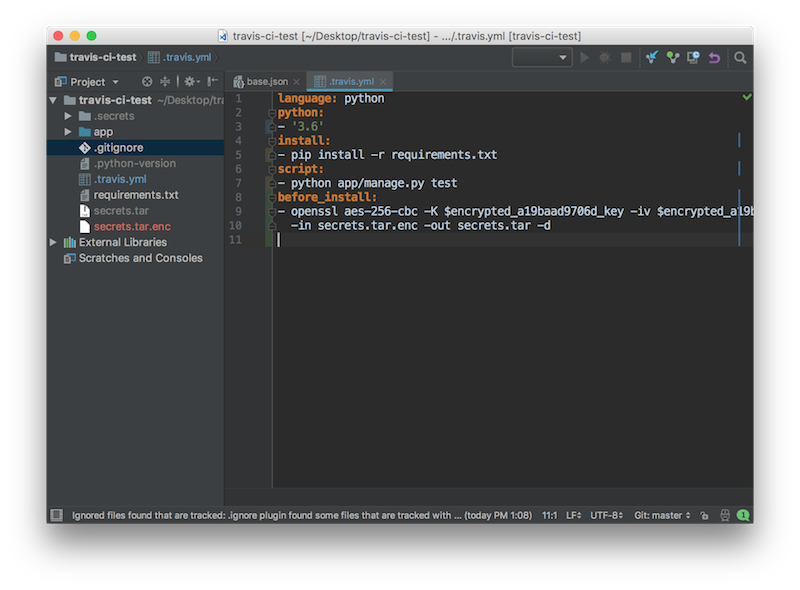 travis-ci-test [~/Desktop/travis-ci-test] - .../.travis.yml [travis-ci-test]
travis-ci-test .travis.yml
Project
base.json .travis.yml
travis-ci-test ~/Desktop/tra
.secrets
app
.gitignore
.python-version
.travis.yml
requirements.txt
secrets.tar
secrets.tar.enc
External Libraries
Scratches and Consoles
1 language: python
2 python:
3 - '3.6'
4 install:
5 - pip install -r requirements.txt
6 script:
7 - python app/manage.py test
8 before_install:
9 - openssl aes-256-cbc -K $encrypted_a19baad9706d_key -iv $encrypted_a19b
10 -in secrets.tar.enc -out secrets.tar -d
11
Ignored files found that are tracked: .ignore plugin found some files that are tracked with ... (today PM 1:08) 11:1 LF UTF-8 Git: master 1